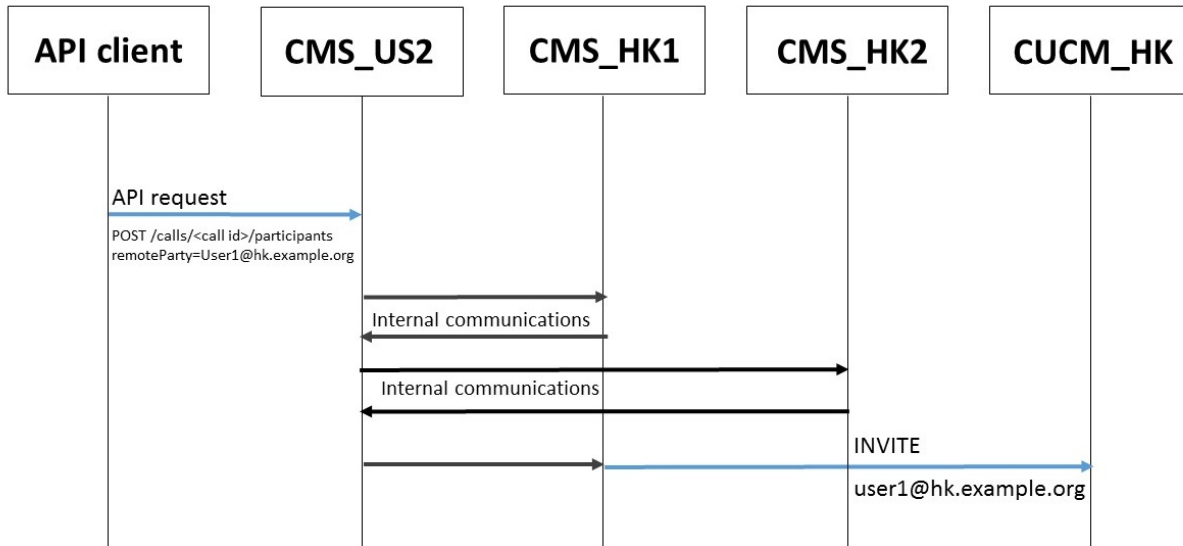 API client
CMS_US2
CMS_HK1
CMS_HK2
CUCM_HK
API request
POST /calls/<call id>/participants
remoteParty=User1@hk.example.org
Internal communications
Internal communications
INVITE
user1@hk.example.org